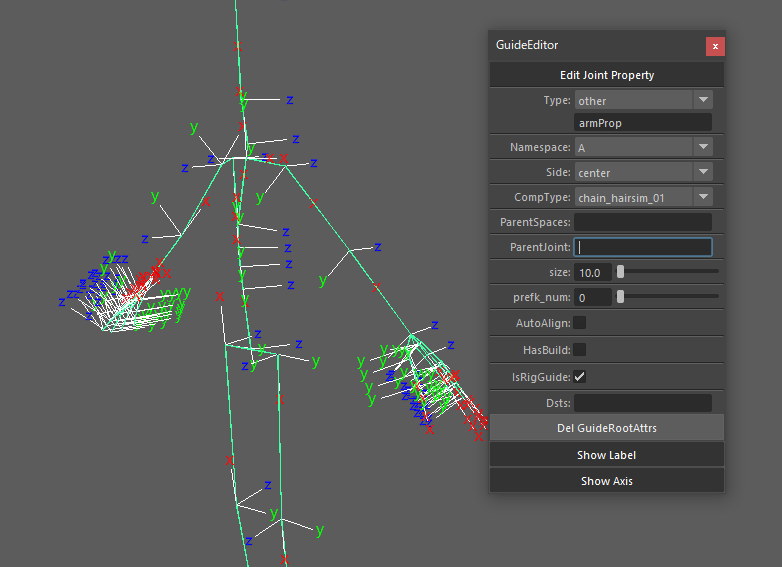 GuideEditor
x
Edit Joint Property
Type: other
armProp
Namespace: A
Side: center
CompType: chain_hairsim_01
ParentSpaces:
ParentJoint:
size: 10.0
prefk_num: 0
AutoAlign:
HasBuild:
IsRigGuide:
Dsts:
Del GuideRootAttrs
Show Label
Show Axis